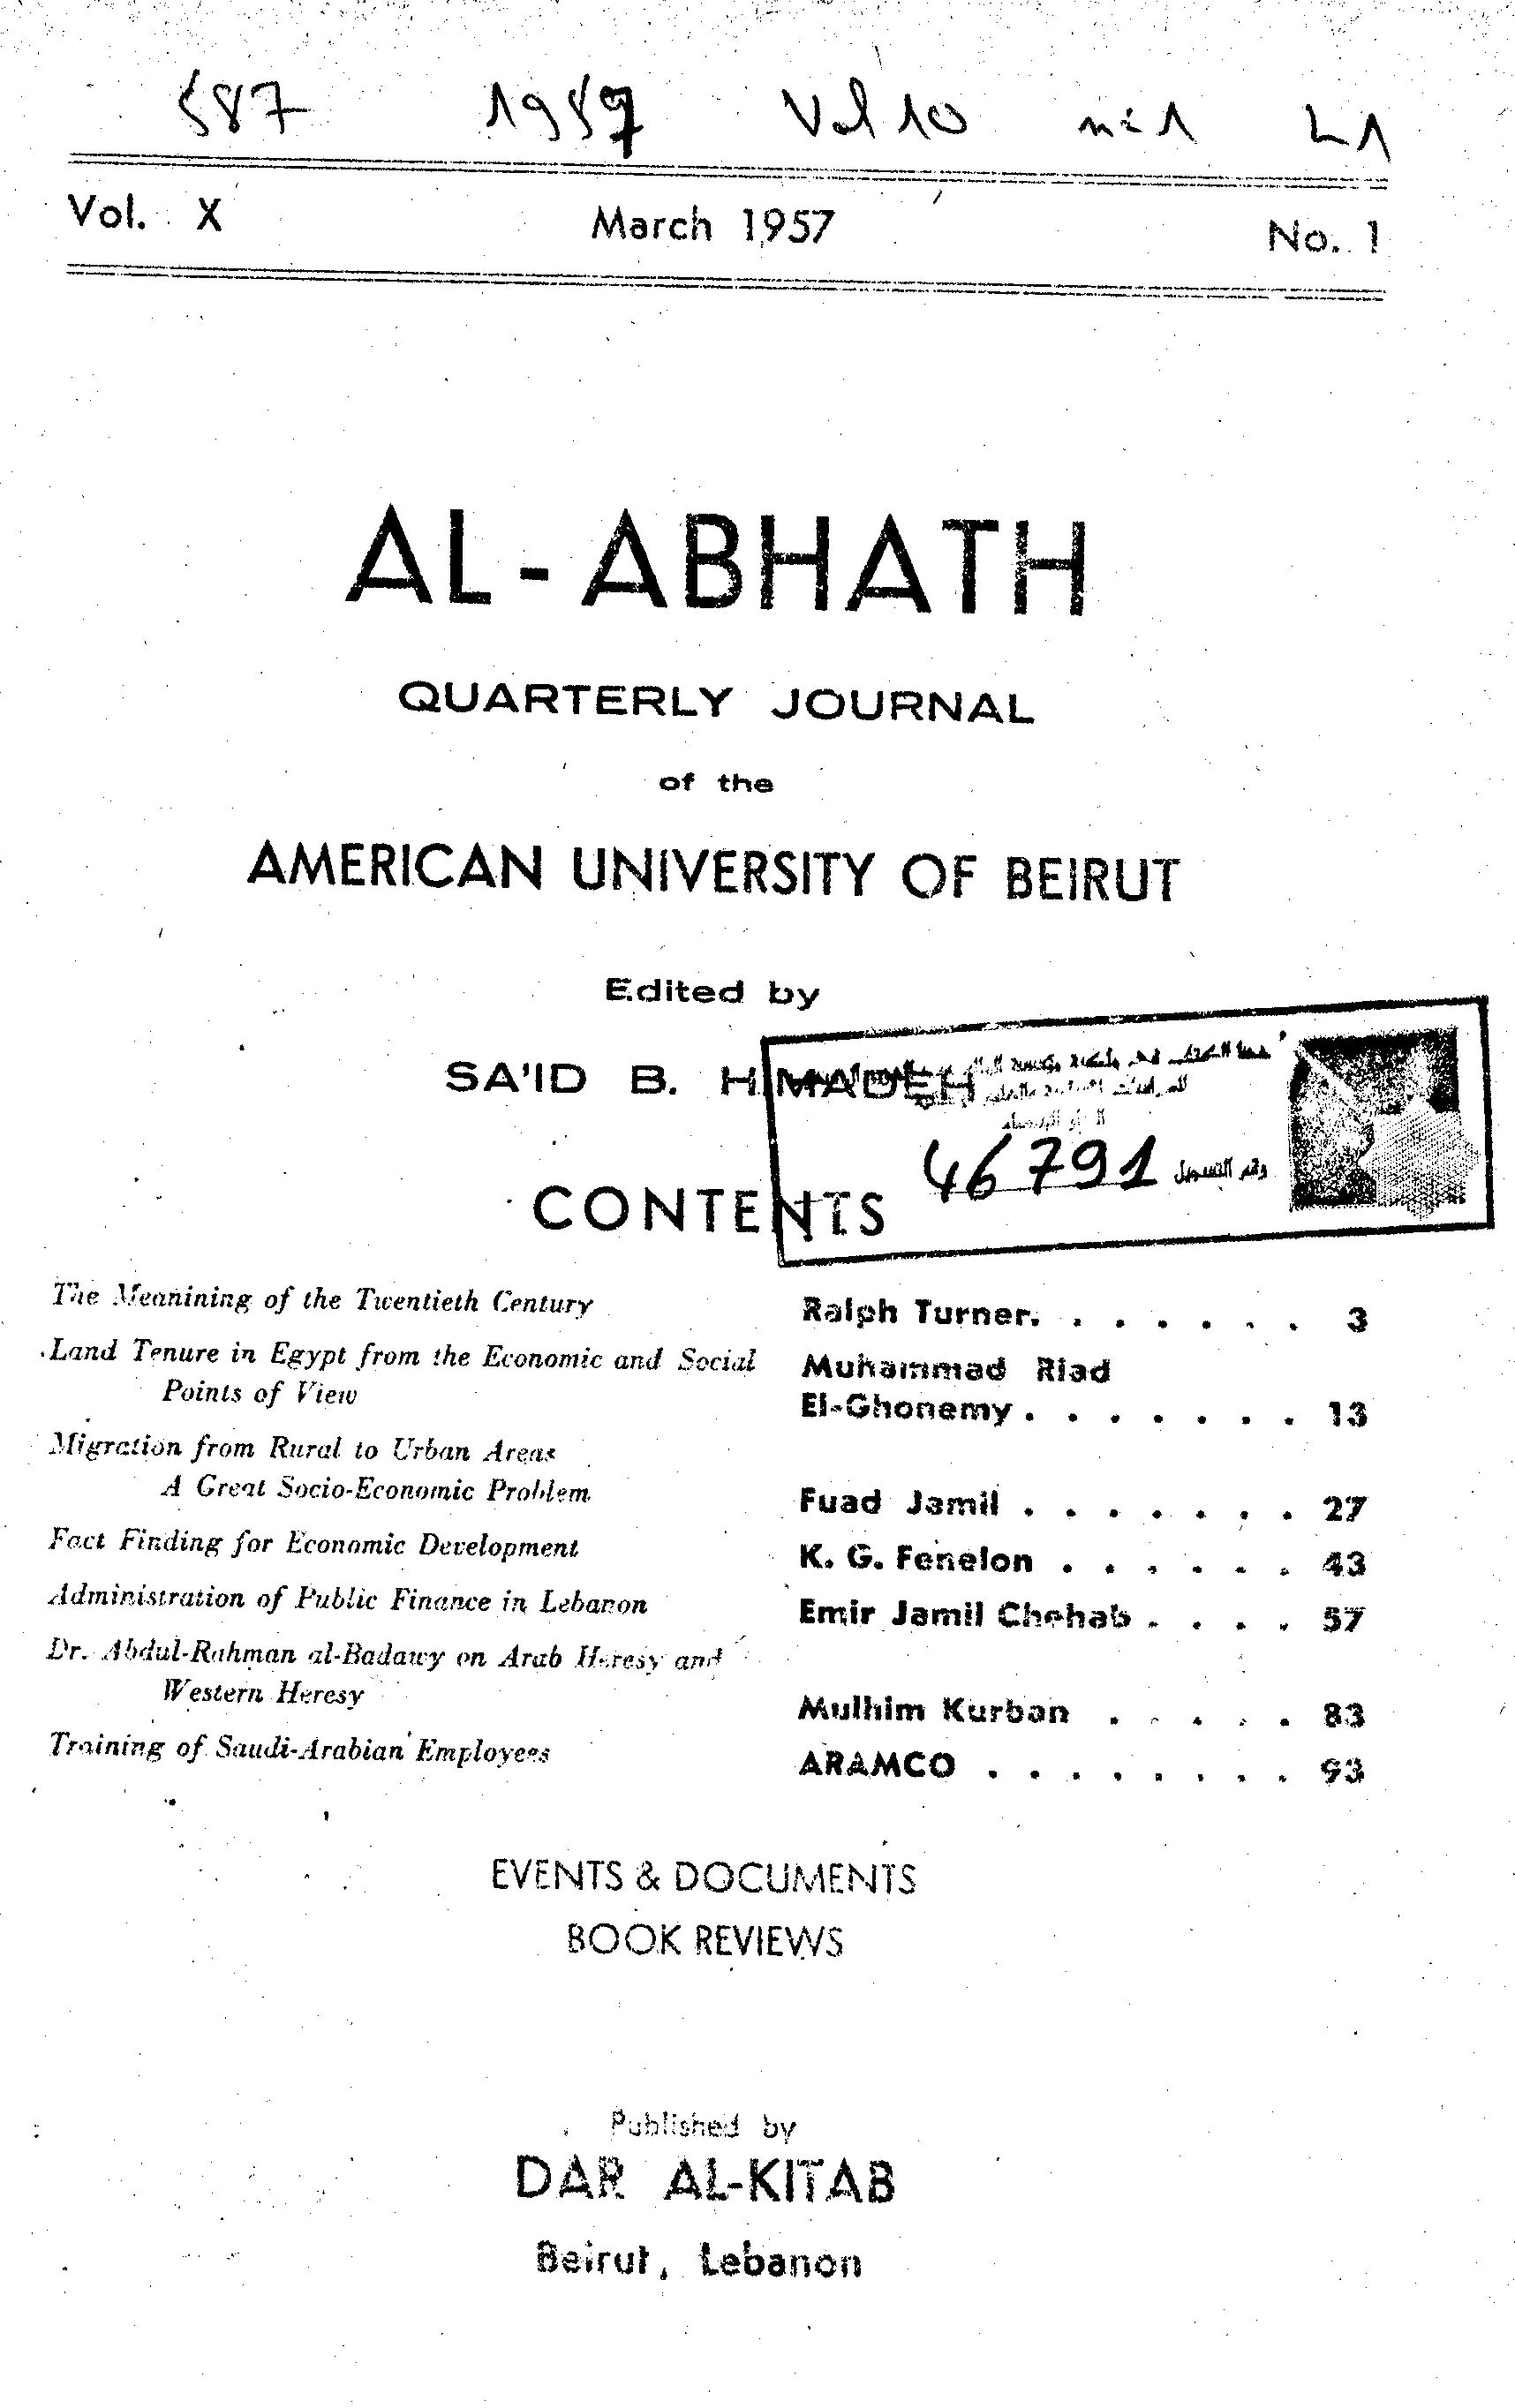 587 1957 Vol 10 n:1 L1
Vol. X March 1957 No. 1
AL-ABHATH
QUARTERLY JOURNAL
of the
AMERICAN UNIVERSITY OF BEIRUT
Edited by
SA'ID B. HIMADEH
46791 رقم التسجيل
CONTENTS
The Meanining of the Twentieth Century Ralph Turner. . . . . . . 3
Land Tenure in Egypt from the Economic and Social Muhammad Riad
Points of View El-Ghonemy . . . . . . . 13
Migration from Rural to Urban Areas
A Great Socio-Economic Problem Fuad Jamil . . . . . . . 27
Fact Finding for Economic Development K. G. Fenelon . . . . . . 43
Administration of Public Finance in Lebanon Emir Jamil Chehab . . . . 57
Dr. Abdul-Rahman al-Badawy on Arab Heresy and
Western Heresy Mulhim Kurban . . . . . 83
Training of Saudi-Arabian Employees ARAMCO . . . . . . . . 93
EVENTS & DOCUMENTS
BOOK REVIEWS
Published by
DAR AL-KITAB
Beirut, Lebanon